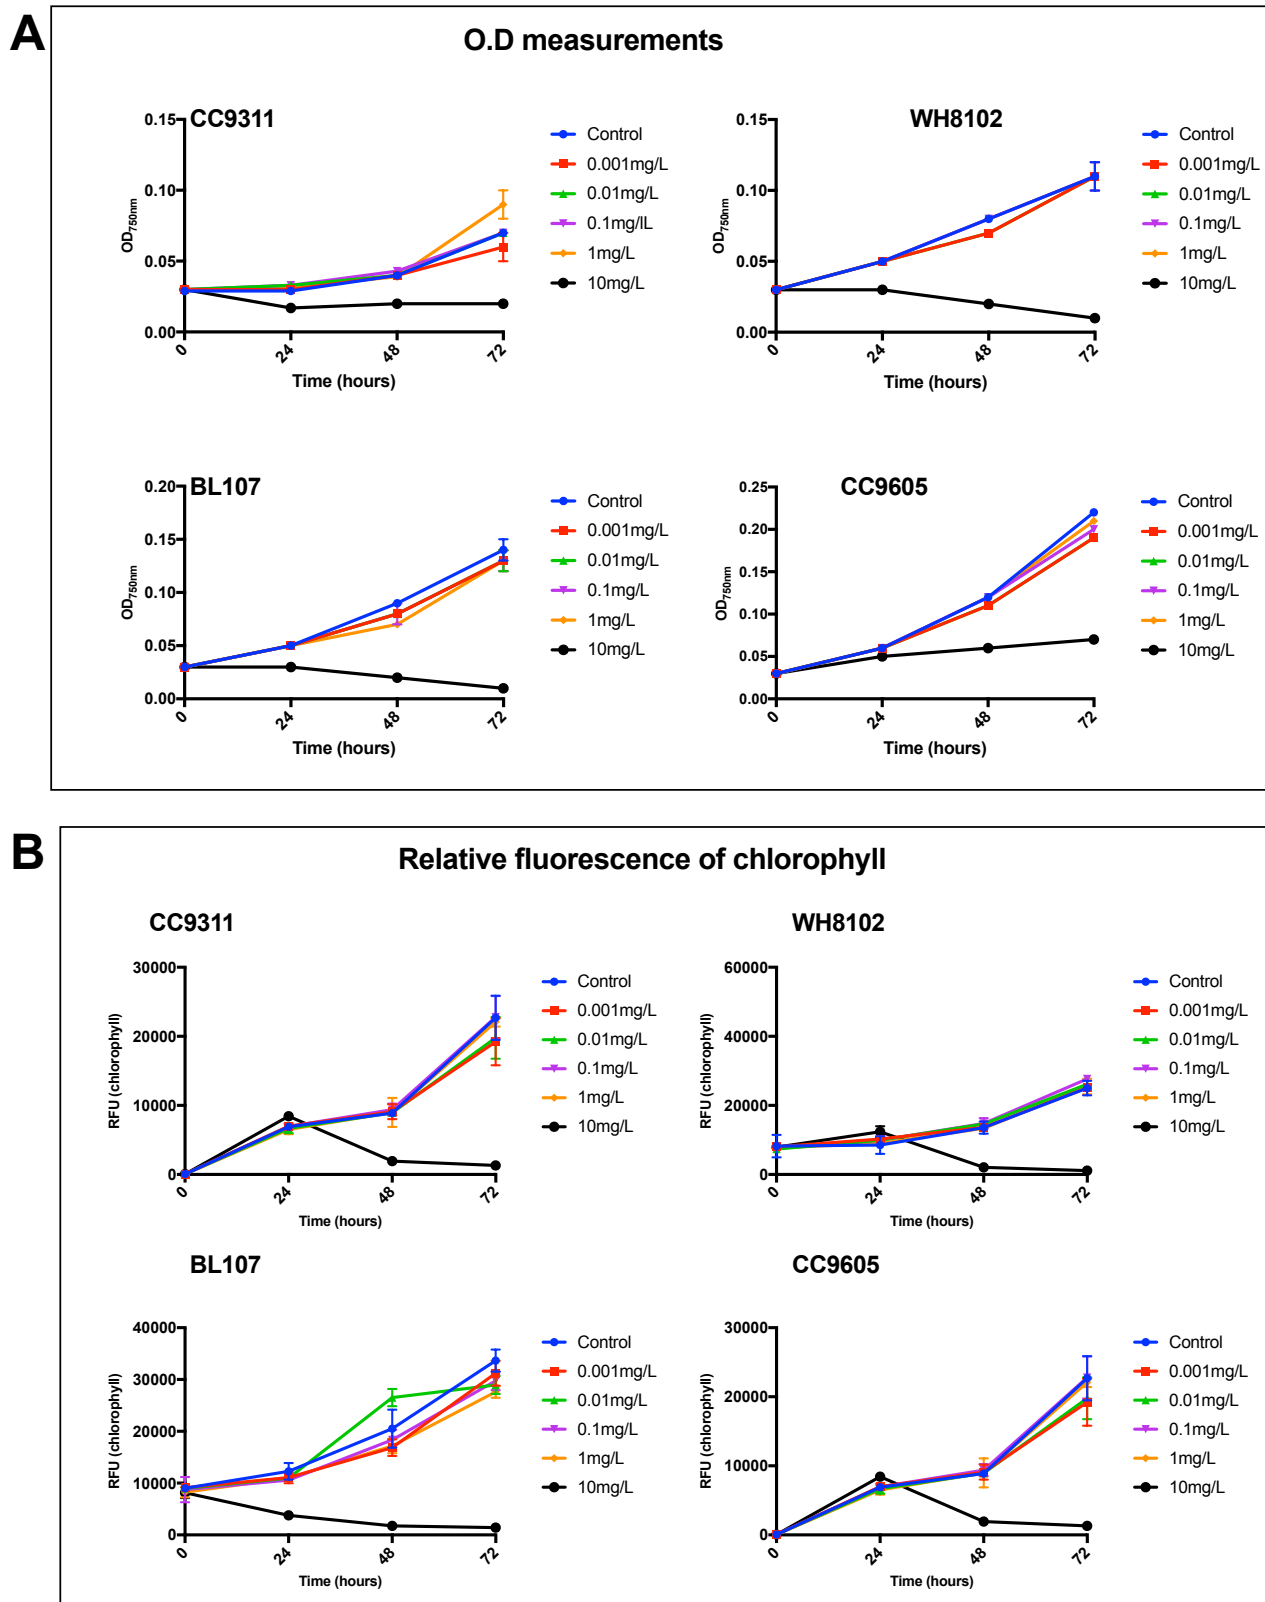 A
O.D measurements
CC9311
0.15
0.10
0.05
0.00
OD750nm
0
24
48
72
Time (hours)
Control
0.001mg/L
0.01mg/L
0.1mg/lL
1mg/L
10mg/L
WH8102
0.15
0.10
0.05
0.00
OD750nm
0
24
48
72
Time (hours)
Control
0.001mg/L
0.01mg/L
0.1mg/L
1mg/L
10mg/L
BL107
0.20
0.15
0.10
0.05
0.00
OD750nm
0
24
48
72
Time (hours)
Control
0.001mg/L
0.01mg/L
0.1mg/L
1mg/L
10mg/L
CC9605
0.25
0.20
0.15
0.10
0.05
0.00
OD750nm
0
24
48
72
Time (hours)
Control
0.001mg/L
0.01mg/L
0.1mg/L
1mg/L
10mg/L
B
Relative fluorescence of chlorophyll
CC9311
30000
20000
10000
0
RFU (chlorophyll)
0
24
48
72
Time (hours)
Control
0.001mg/L
0.01mg/L
0.1mg/L
1mg/L
10mg/L
WH8102
60000
40000
20000
0
RFU (chlorophyll)
0
24
48
72
Time (hours)
Control
0.001mg/L
0.01mg/L
0.1mg/L
1mg/L
10mg/L
BL107
40000
30000
20000
10000
0
RFU (chlorophyll)
0
24
48
72
Time (hours)
Control
0.001mg/L
0.01mg/L
0.1mg/L
1mg/L
10mg/L
CC9605
30000
20000
10000
0
RFU (chlorophyll)
0
24
48
72
Time (hours)
Control
0.001mg/L
0.01mg/L
0.1mg/L
1mg/L
10mg/L